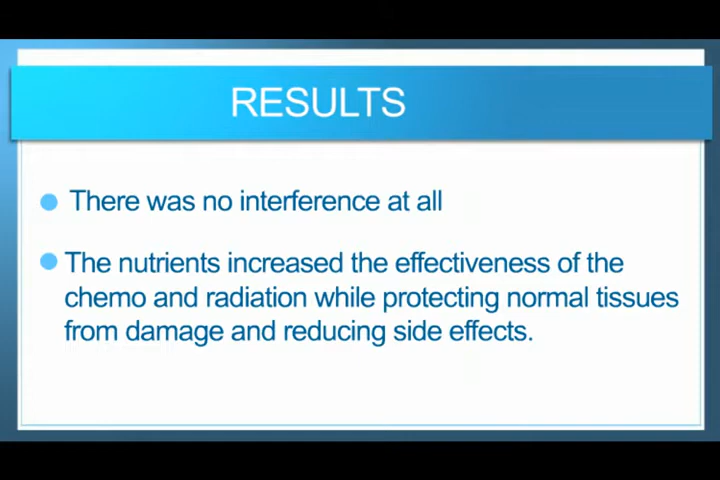 RESULTS
There was no interference at all
The nutrients increased the effectiveness of the
chemo and radiation while protecting normal tissues
from damage and reducing side effects.